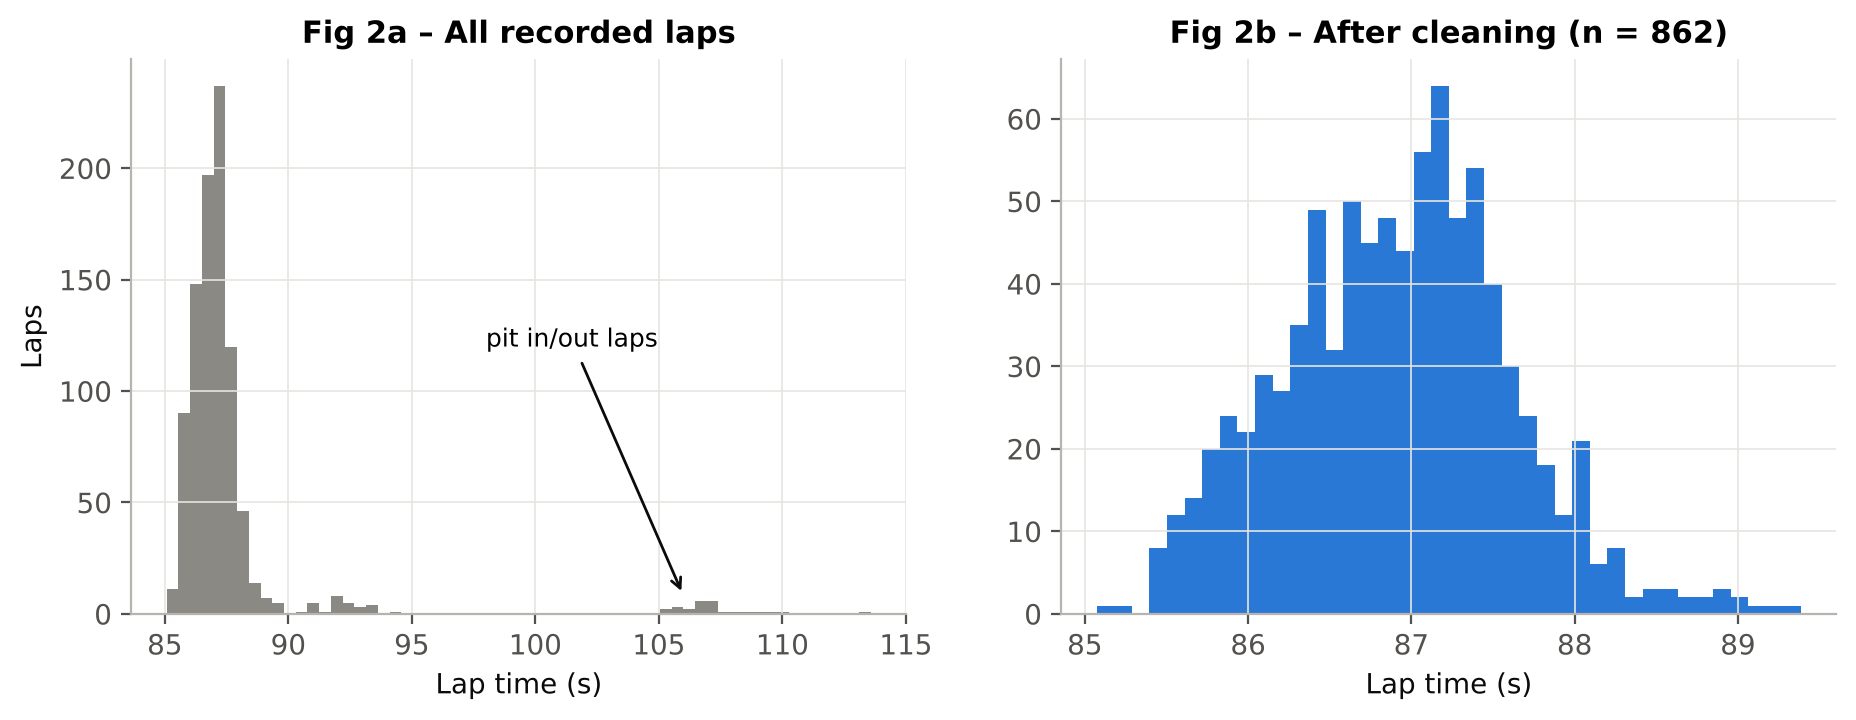 Fig 2a – All recorded laps
Laps
200
150
100
50
0
pit in/out laps
85 90 95 100 105 110 115
Lap time (s)
Fig 2b – After cleaning (n = 862)
60
50
40
30
20
10
0
85 86 87 88 89
Lap time (s)